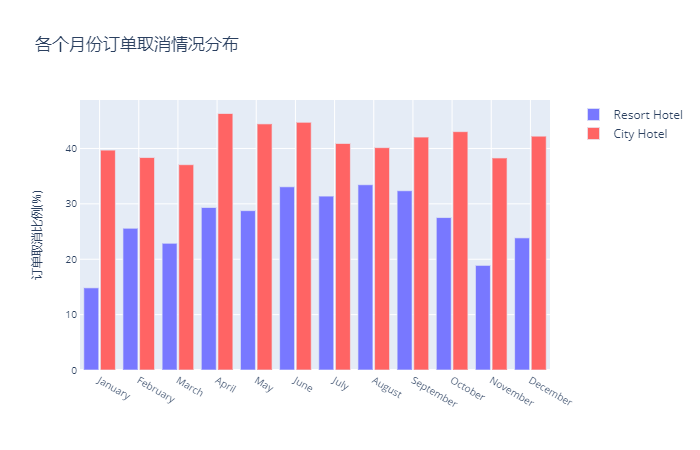 各个月份订单取消情况分布
Resort Hotel
City Hotel
订单取消比例(%)
40
30
20
10
0
January
February
March
April
May
June
July
August
September
October
November
December